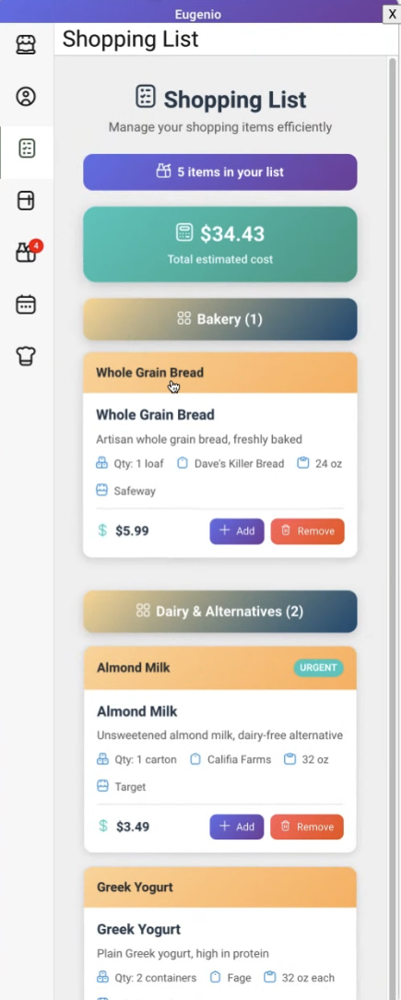 Eugenio
X
Shopping List
Shopping List
Manage your shopping items efficiently
5 items in your list
$34.43
Total estimated cost
4
Bakery (1)
Whole Grain Bread
Whole Grain Bread
Artisan whole grain bread, freshly baked
Qty: 1 loaf Dave's Killer Bread 24 oz
Safeway
$ $5.99 + Add Remove
Dairy & Alternatives (2)
Almond Milk URGENT
Almond Milk
Unsweetened almond milk, dairy-free alternative
Qty: 1 carton Califia Farms 32 oz
Target
$ $3.49 + Add Remove
Greek Yogurt
Greek Yogurt
Plain Greek yogurt, high in protein
Qty: 2 containers Fage 32 oz each